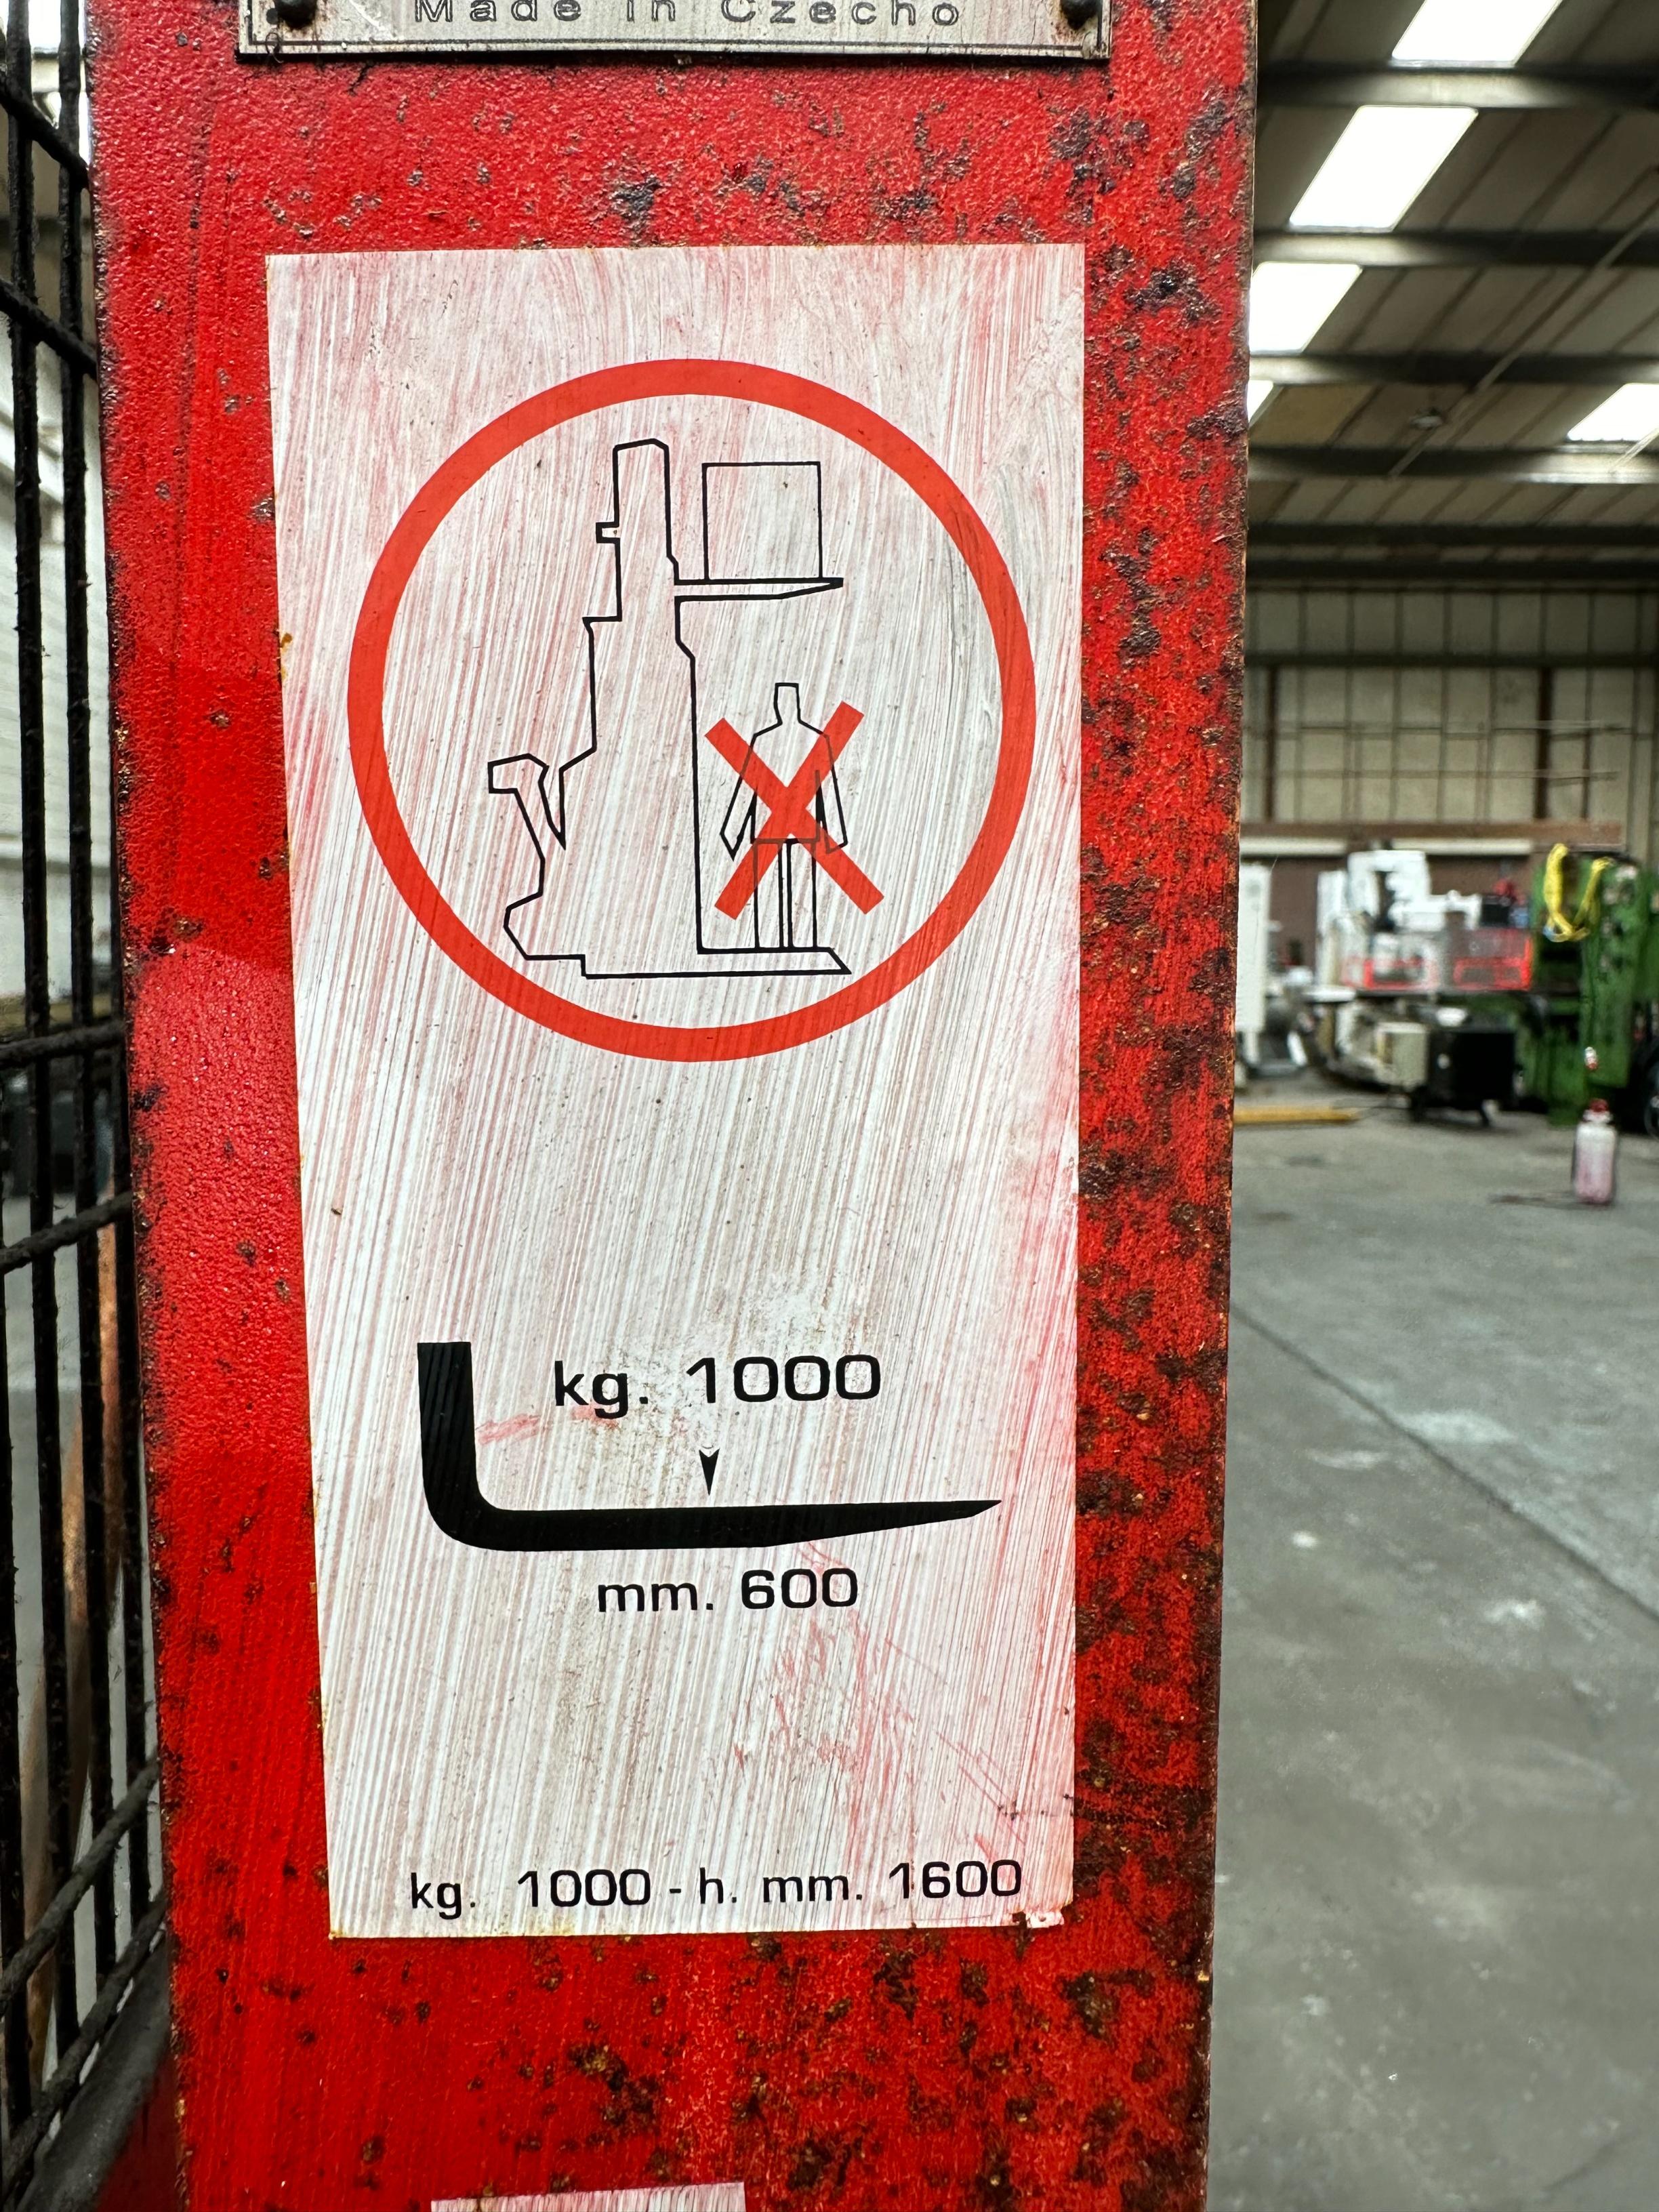 Made in Czecho
kg. 1000
mm. 600
kg. 1000 - h. mm. 1600